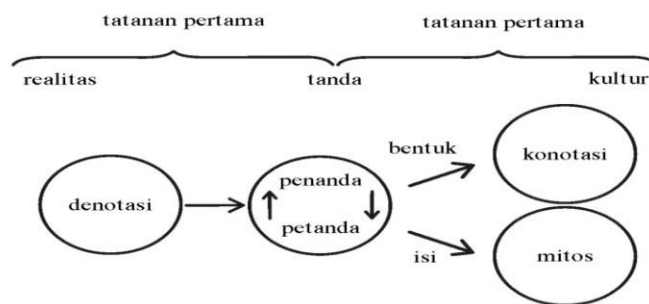 tatanan pertama tatanan pertama
realitas tanda kultur
bentuk konotasi
penanda
denotasi
petanda
isi mitos